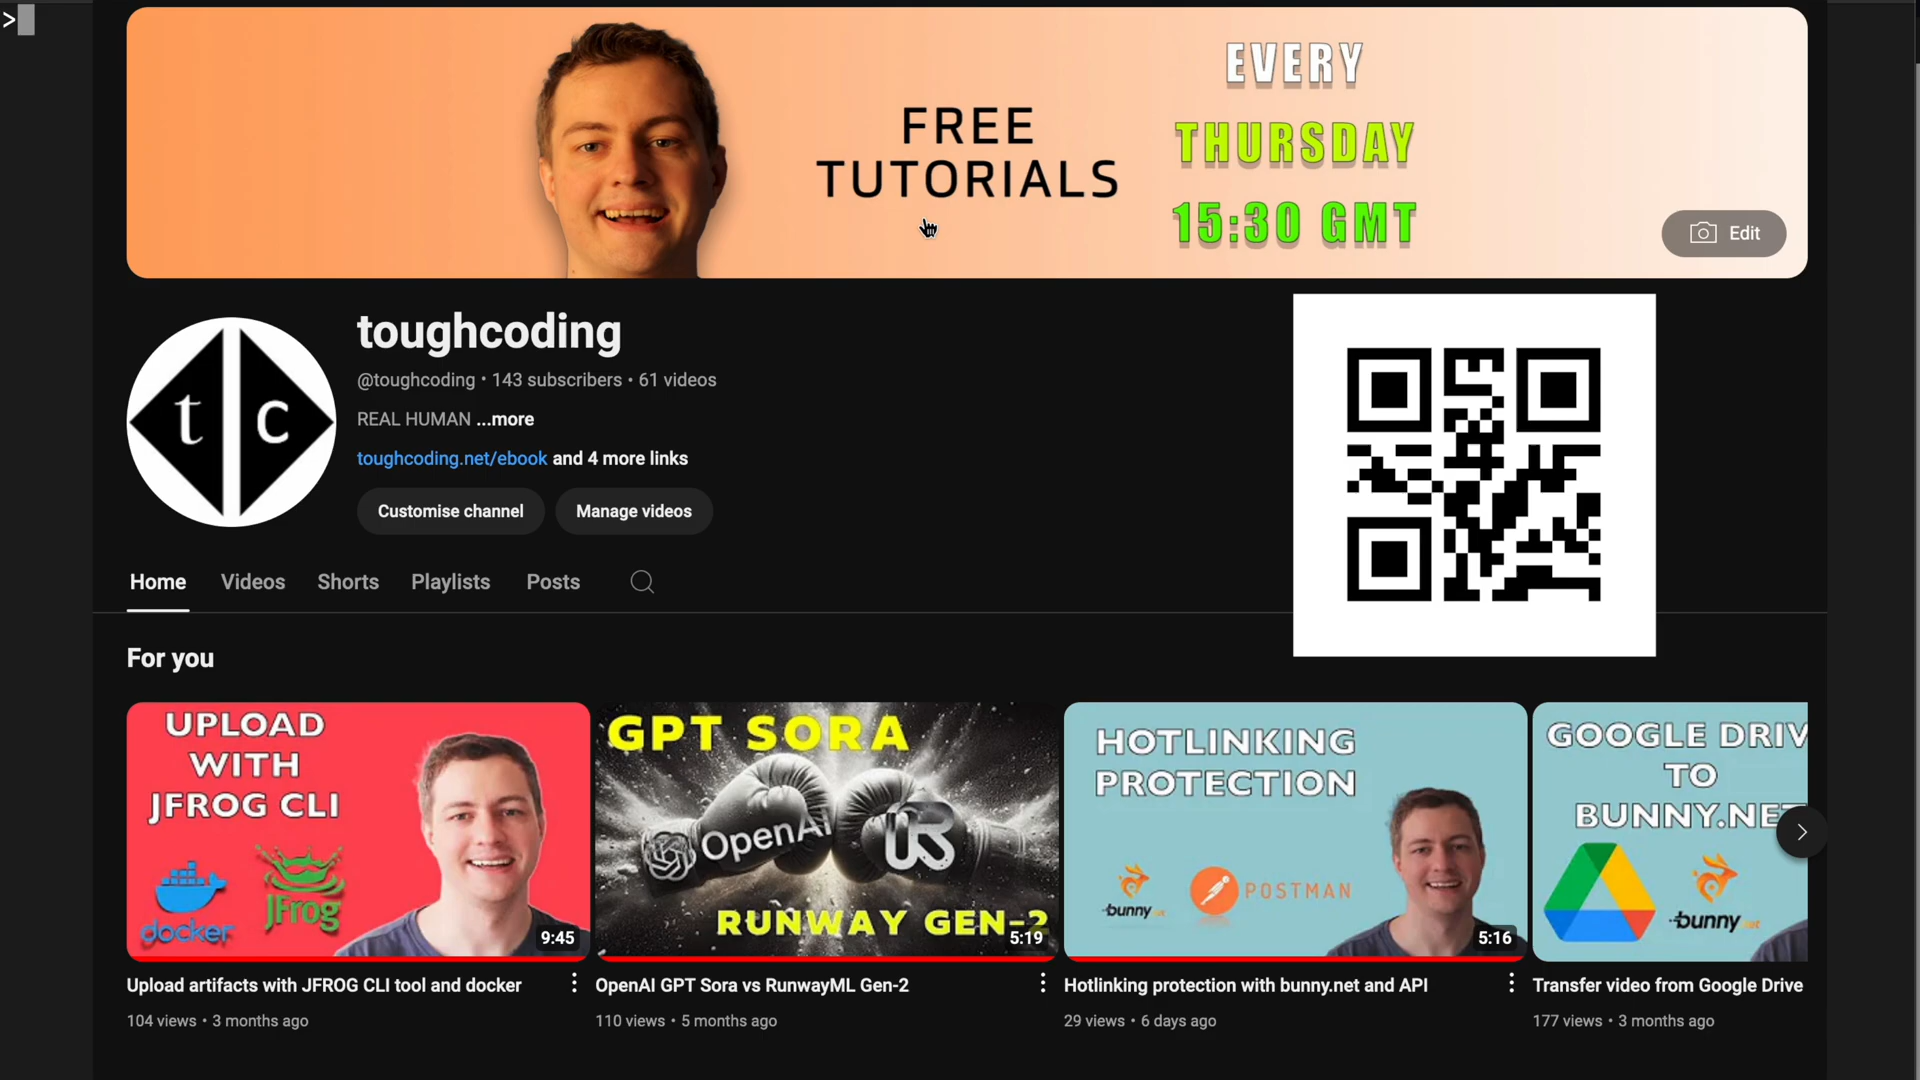 >
FREE
TUTORIALS
EVERY
THURSDAY
15:30 GMT
Edit
t c
toughcoding
@toughcoding • 143 subscribers • 61 videos
REAL HUMAN ...more
toughcoding.net/ebook and 4 more links
Customise channel
Manage videos
Home
Videos
Shorts
Playlists
Posts
For you
UPLOAD
WITH
JFROG CLI
docker
JFrog
9:45
GPT SORA
OpenAI
RUNWAY GEN-2
5:19
HOTLINKING
PROTECTION
bunny.net
POSTMAN
5:16
GOOGLE DRIV
TO
BUNNY.NE
bunny.net
Upload artifacts with JFROG CLI tool and docker
104 views • 3 months ago
OpenAI GPT Sora vs RunwayML Gen-2
110 views • 5 months ago
Hotlinking protection with bunny.net and API
29 views • 6 days ago
Transfer video from Google Drive
177 views • 3 months ago